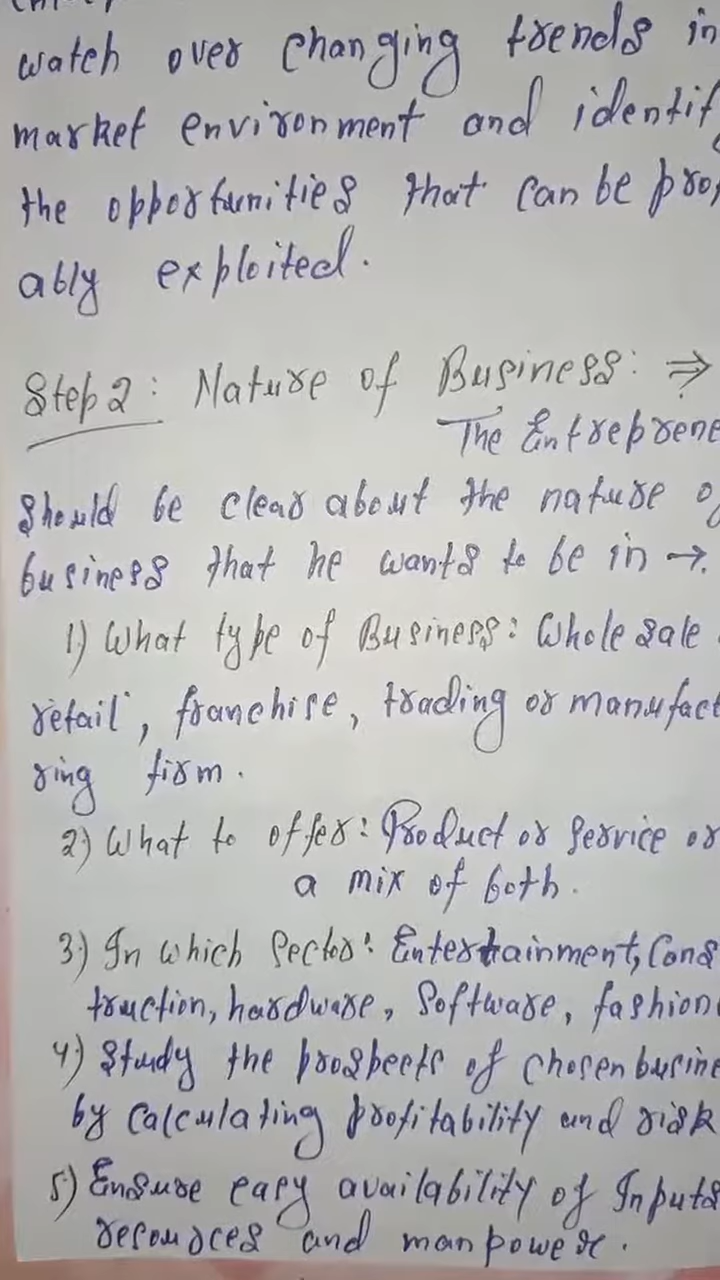 watch over changing trends in
market environment and identif
the opportunities that can be pro
ably exploited.
Step 2: Nature of Business: ⇒
The Entreprene
should be clear about the nature of
business that he wants to be in →.
1) What type of Business: Whole sale
retail, franchise, trading or manufact
ring firm.
2) What to offer: Product or service or
a mix of both.
3) In which sector: Entertainment, Cons
truction, hardware, Software, fashion
4) Study the prospects of chosen busine
by calculating profitability and risk
5) Ensure easy availability of Inputs
resources and manpower.